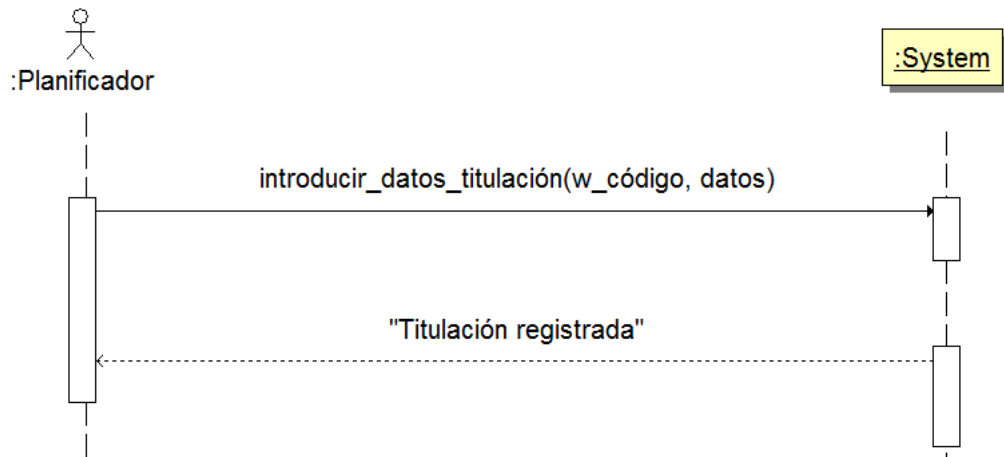 :Planificador
:System
introducir_datos_titulación(w_código, datos)
"Titulación registrada"